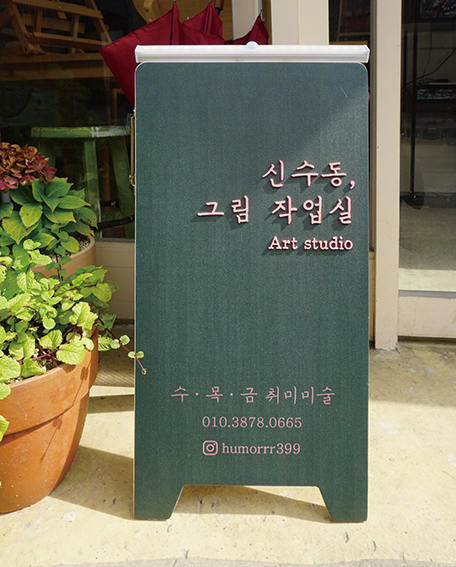 신수동,
그림 작업실
Art studio
수·목·금 취미미술
010.3878.0665
humorrr399